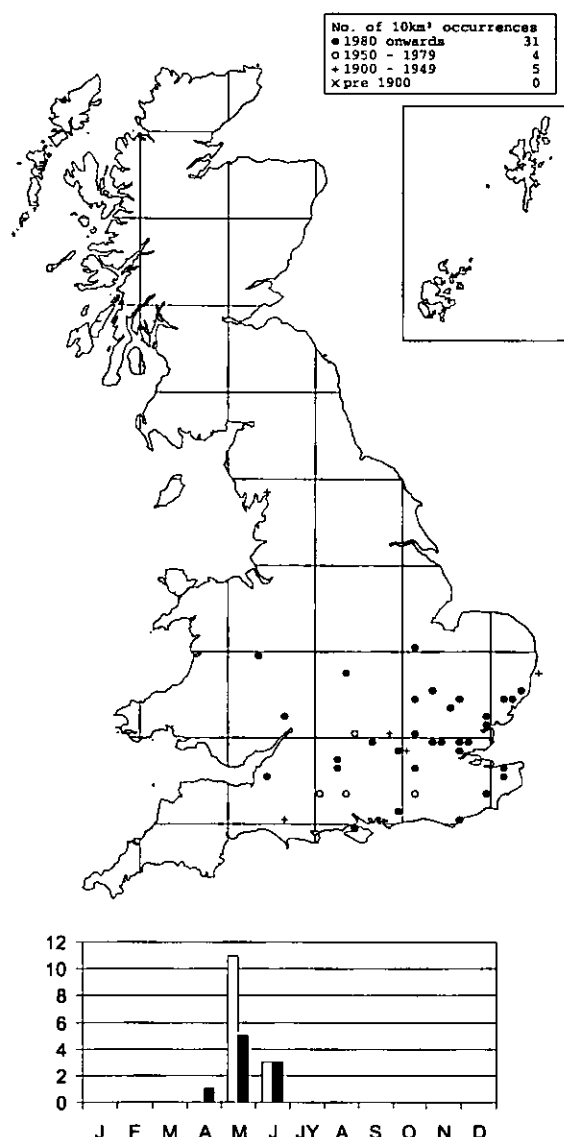 No. of 10km² occurrences
● 1980 onwards 31
○ 1950 - 1979 4
+ 1900 - 1949 5
× pre 1900 0
12
10
8
6
4
2
0
J F M A M J JY A S O N D